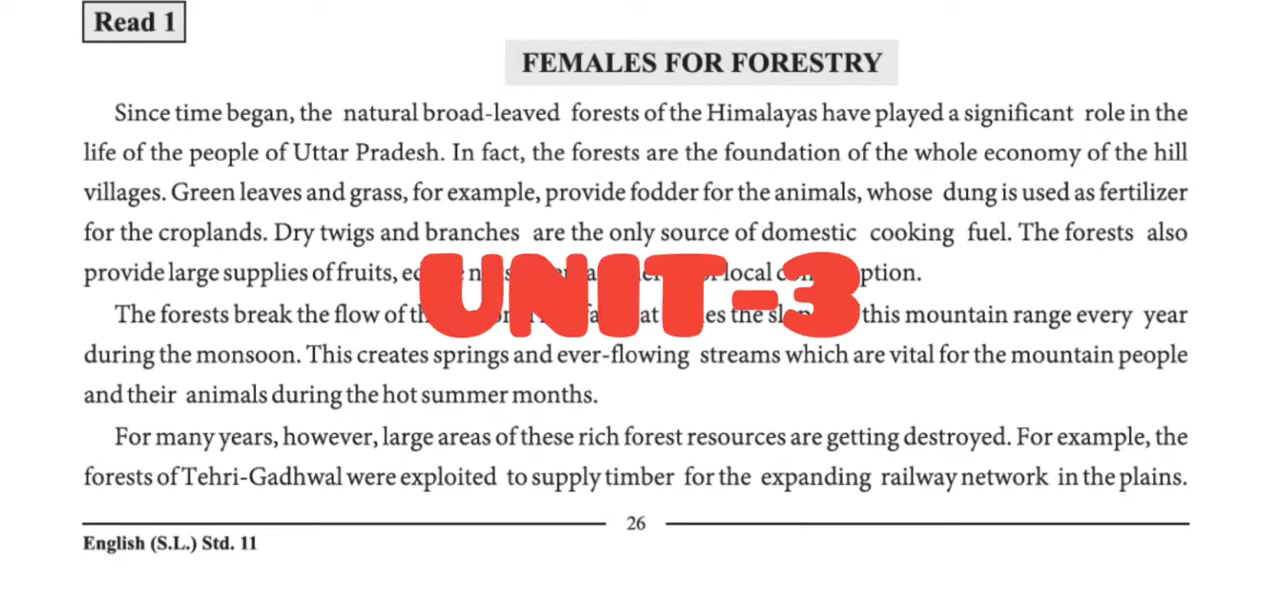 Read 1
FEMALES FOR FORESTRY
Since time began, the natural broad-leaved forests of the Himalayas have played a significant role in the
life of the people of Uttar Pradesh. In fact, the forests are the foundation of the whole economy of the hill
villages. Green leaves and grass, for example, provide fodder for the animals, whose dung is used as fertilizer
for the croplands. Dry twigs and branches are the only source of domestic cooking fuel. The forests also
provide large supplies of fruits, local
UNIT-3
The forests break the flow of the this mountain range every year
during the monsoon. This creates springs and ever-flowing streams which are vital for the mountain people
and their animals during the hot summer months.
For many years, however, large areas of these rich forest resources are getting destroyed. For example, the
forests of Tehri-Gadhwal were exploited to supply timber for the expanding railway network in the plains.
26
English (S.L.) Std. 11